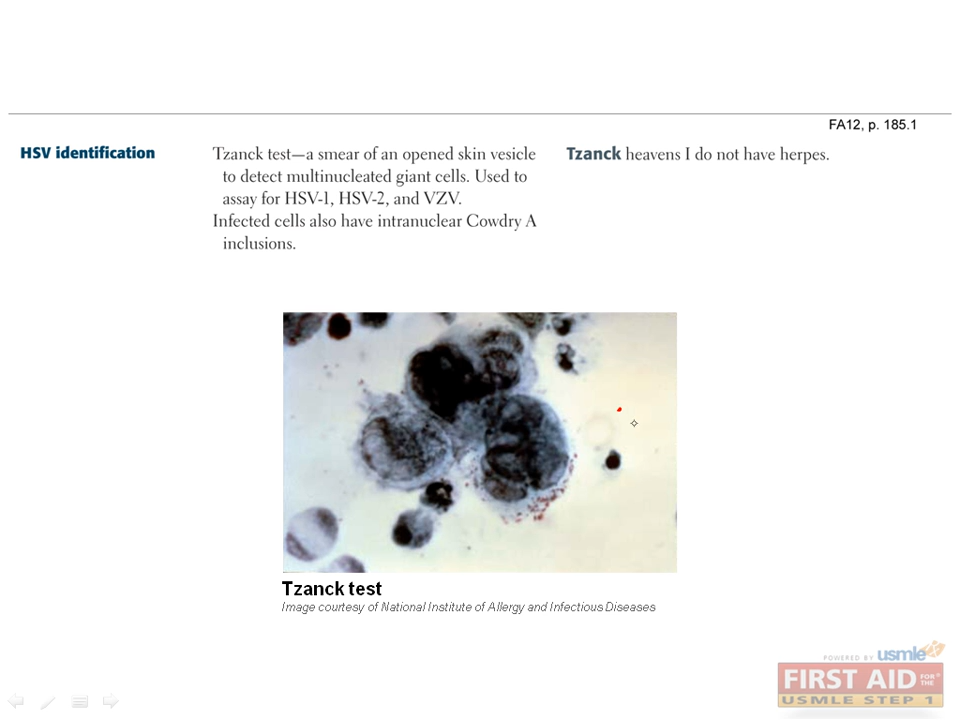 FA12, p. 185.1
HSV identification
Tzanck test—a smear of an opened skin vesicle
to detect multinucleated giant cells. Used to
assay for HSV-1, HSV-2, and VZV.
Infected cells also have intranuclear Cowdry A
inclusions.
Tzanck heavens I do not have herpes.
Tzanck test
Image courtesy of National Institute of Allergy and Infectious Diseases
POWERED BY usmle
FIRST AID FOR THE®
USMLE STEP 1